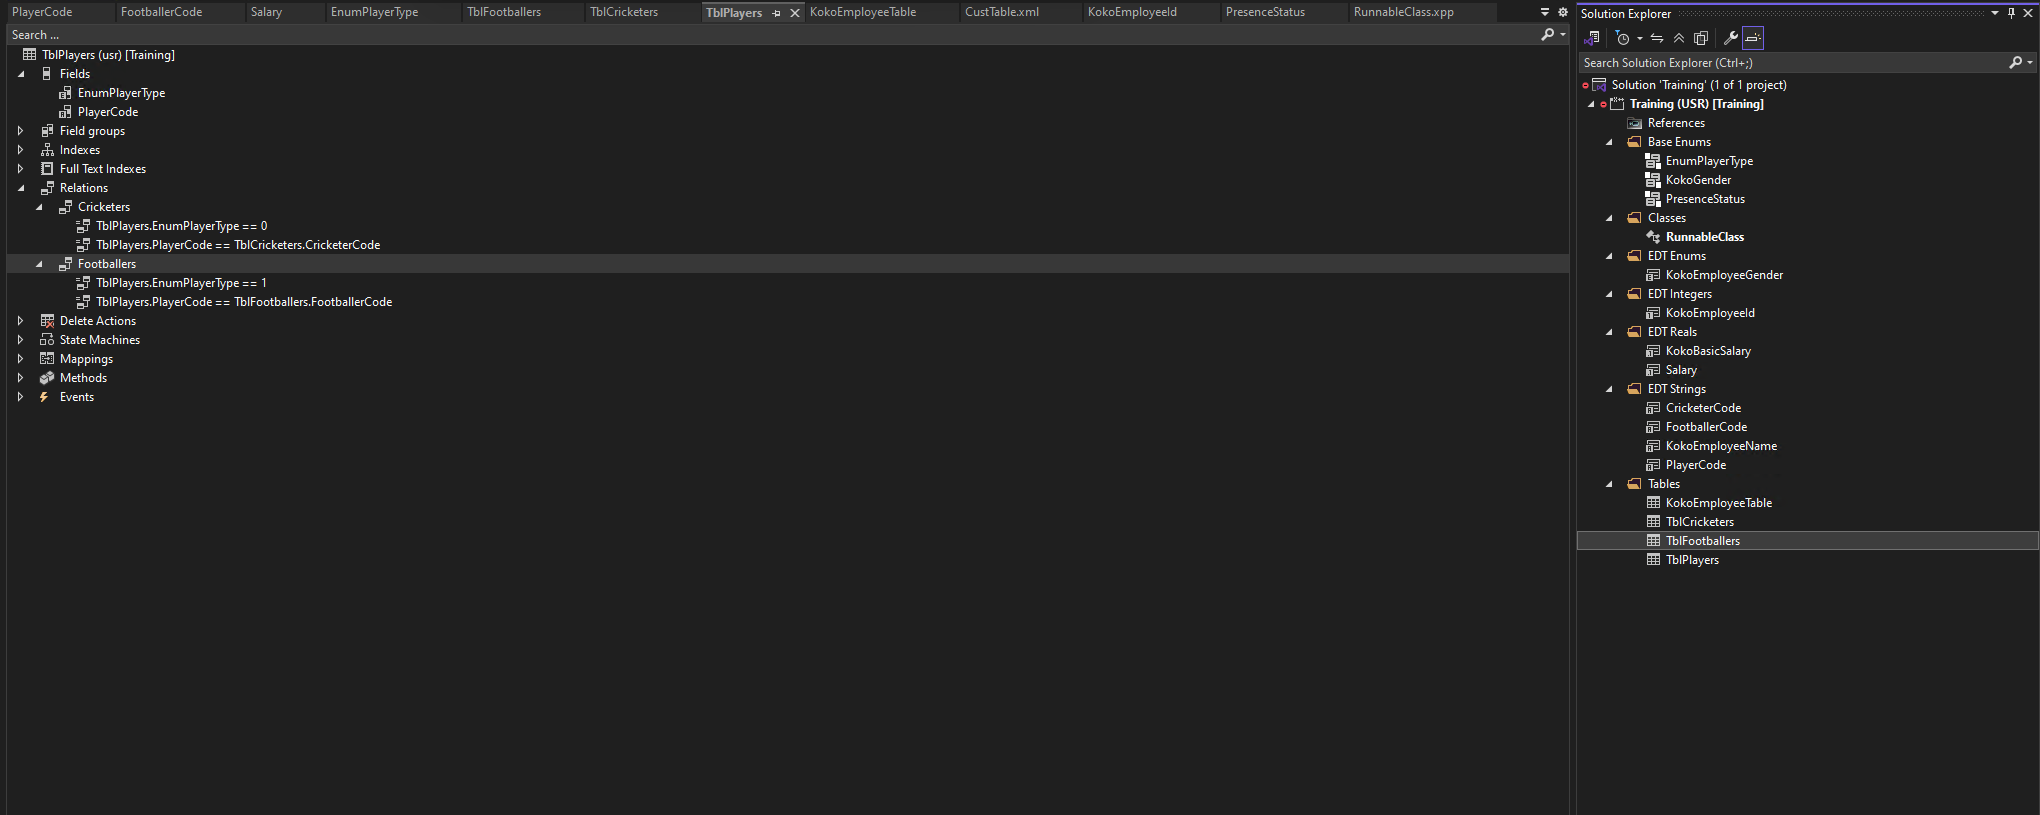 PlayerCode FootballerCode Salary EnumPlayerType TblFootballers TblCricketers TblPlayers KokoEmployeeTable CustTable.xml KokoEmployeeId PresenceStatus RunnableClass.xpp
Search ...
TblPlayers (usr) [Training]
Fields
EnumPlayerType
PlayerCode
Field groups
Indexes
Full Text Indexes
Relations
Cricketers
TblPlayers.EnumPlayerType == 0
TblPlayers.PlayerCode == TblCricketers.CricketerCode
Footballers
TblPlayers.EnumPlayerType == 1
TblPlayers.PlayerCode == TblFootballers.FootballerCode
Delete Actions
State Machines
Mappings
Methods
Events
Solution Explorer
Search Solution Explorer (Ctrl+;)
Solution 'Training' (1 of 1 project)
Training (USR) [Training]
References
Base Enums
EnumPlayerType
KokoGender
PresenceStatus
Classes
RunnableClass
EDT Enums
KokoEmployeeGender
EDT Integers
KokoEmployeeId
EDT Reals
KokoBasicSalary
Salary
EDT Strings
CricketerCode
FootballerCode
KokoEmployeeName
PlayerCode
Tables
KokoEmployeeTable
TblCricketers
TblFootballers
TblPlayers